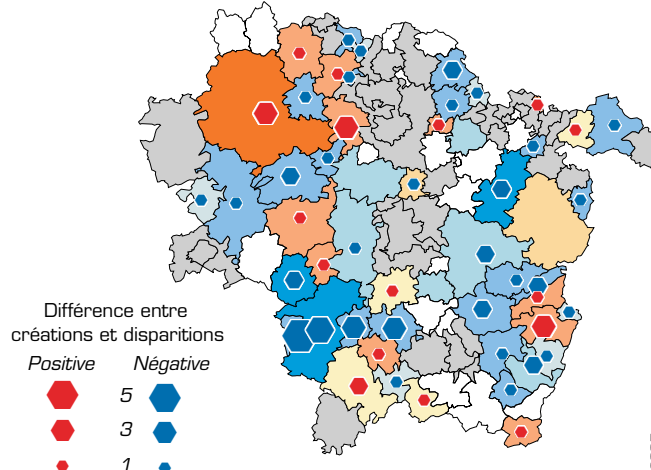 Différence entre
créations et disparitions
Positive Négative
5
3
1